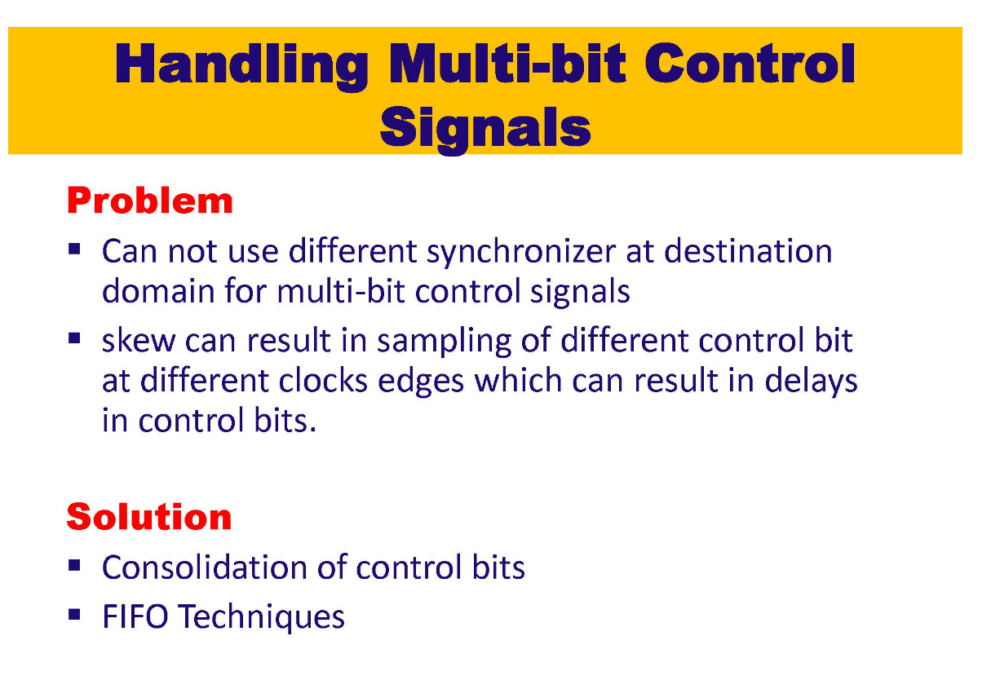 Handling Multi-bit Control
Signals
Problem
▪ Can not use different synchronizer at destination
domain for multi-bit control signals
▪ skew can result in sampling of different control bit
at different clocks edges which can result in delays
in control bits.
Solution
▪ Consolidation of control bits
▪ FIFO Techniques